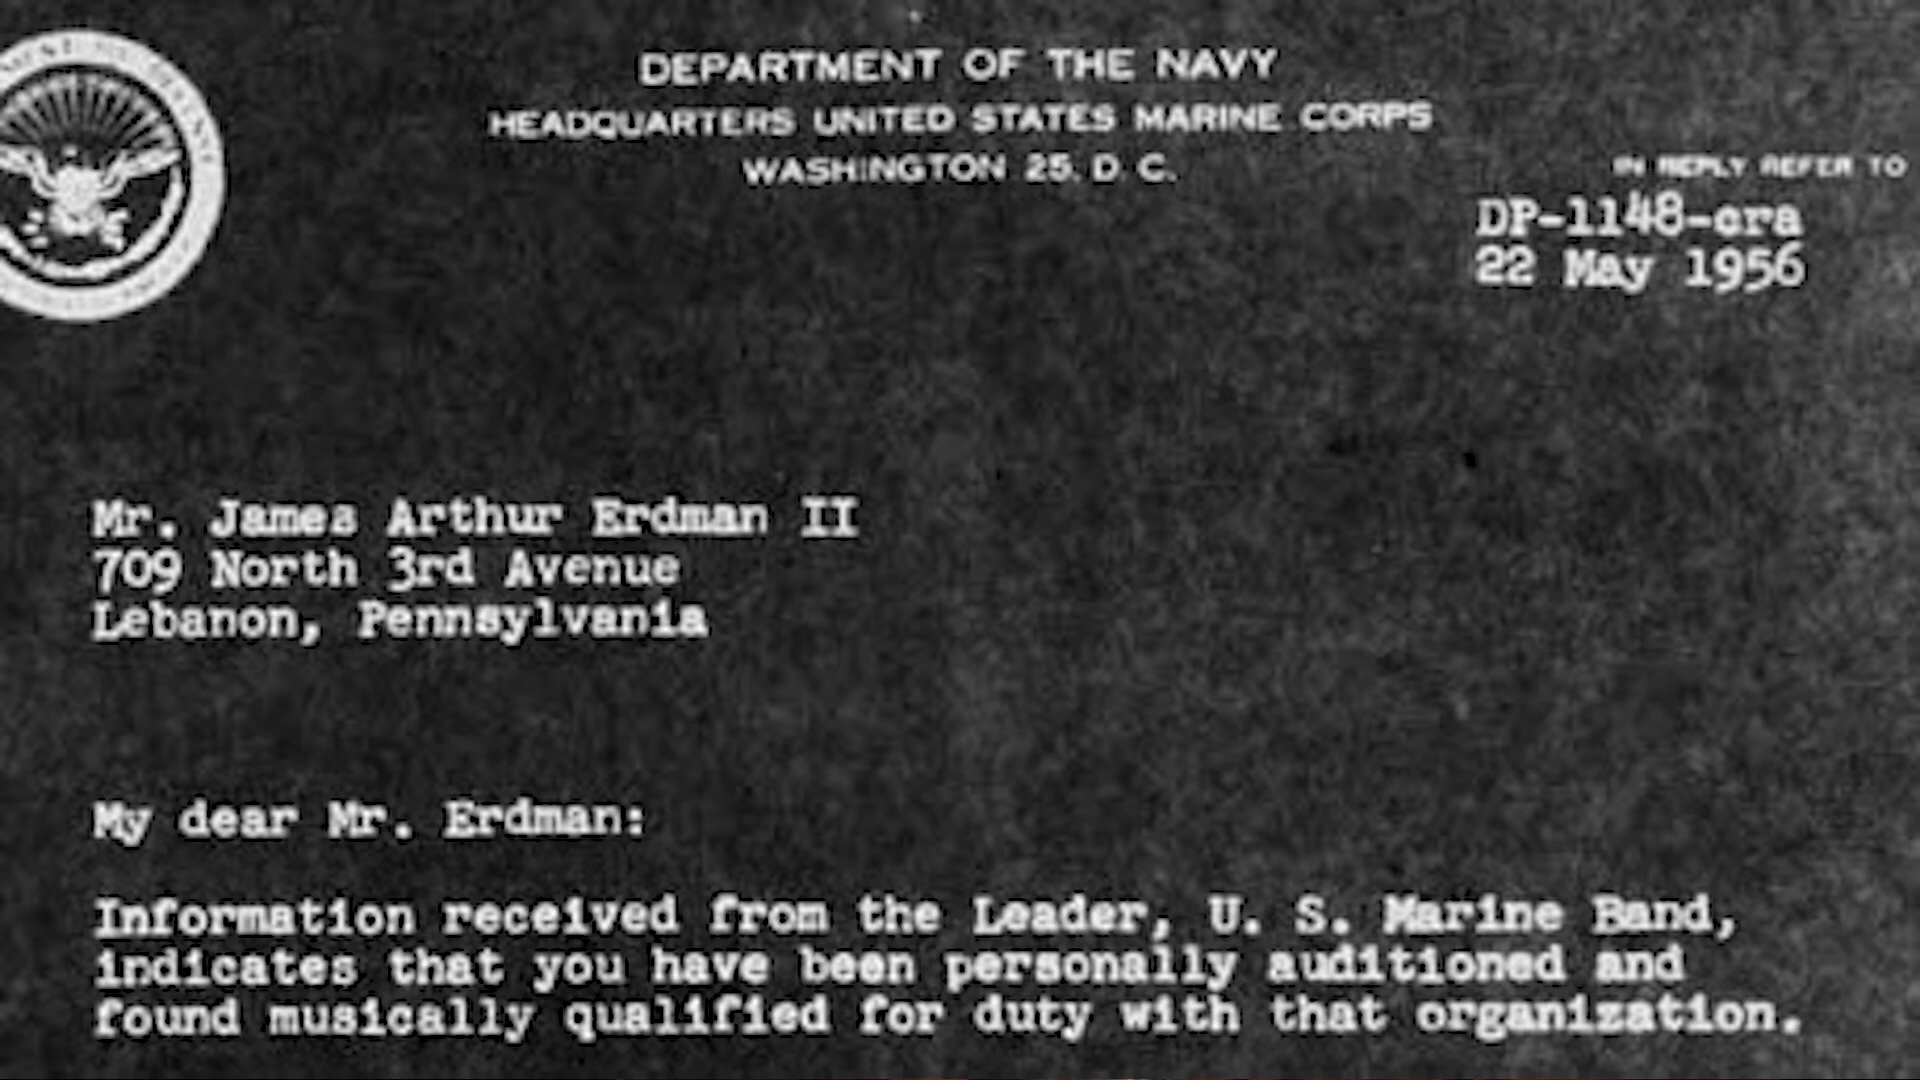 DEPARTMENT OF THE NAVY
HEADQUARTERS UNITED STATES MARINE CORPS
WASHINGTON 25, D. C.
IN REPLY REFER TO
DP-1148-cra
22 May 1956
Mr. James Arthur Erdman II
709 North 3rd Avenue
Lebanon, Pennsylvania
My dear Mr. Erdman:
Information received from the Leader, U. S. Marine Band,
indicates that you have been personally auditioned and
found musically qualified for duty with that organization.